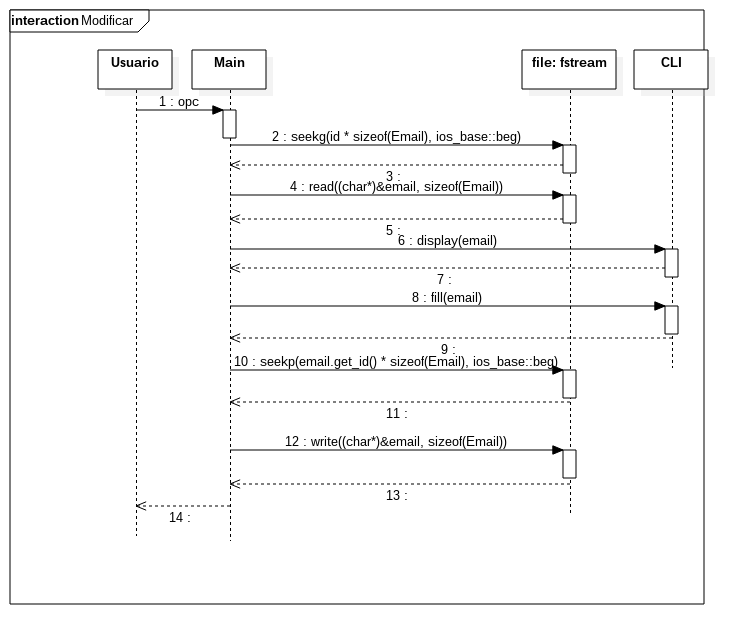 interaction Modificar
Usuario
Main
file: fstream
CLI
1 : opc
2 : seekg(id * sizeof(Email), ios_base::beg)
3 :
4 : read((char*)&email, sizeof(Email))
5 :
6 : display(email)
7 :
8 : fill(email)
9 :
10 : seekp(email.get_id() * sizeof(Email), ios_base::beg)
11 :
12 : write((char*)&email, sizeof(Email))
13 :
14 :